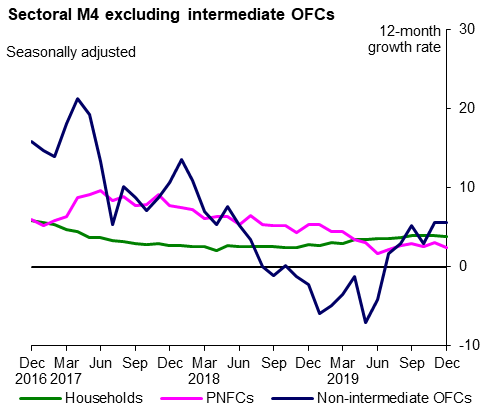 Sectoral M4 excluding intermediate OFCs
Seasonally adjusted
12-month
growth rate
30
20
10
0
-10
Dec Mar Jun Sep Dec Mar Jun Sep Dec Mar Jun Sep Dec
2016 2017 2018 2019
Households PNFCs Non-intermediate OFCs